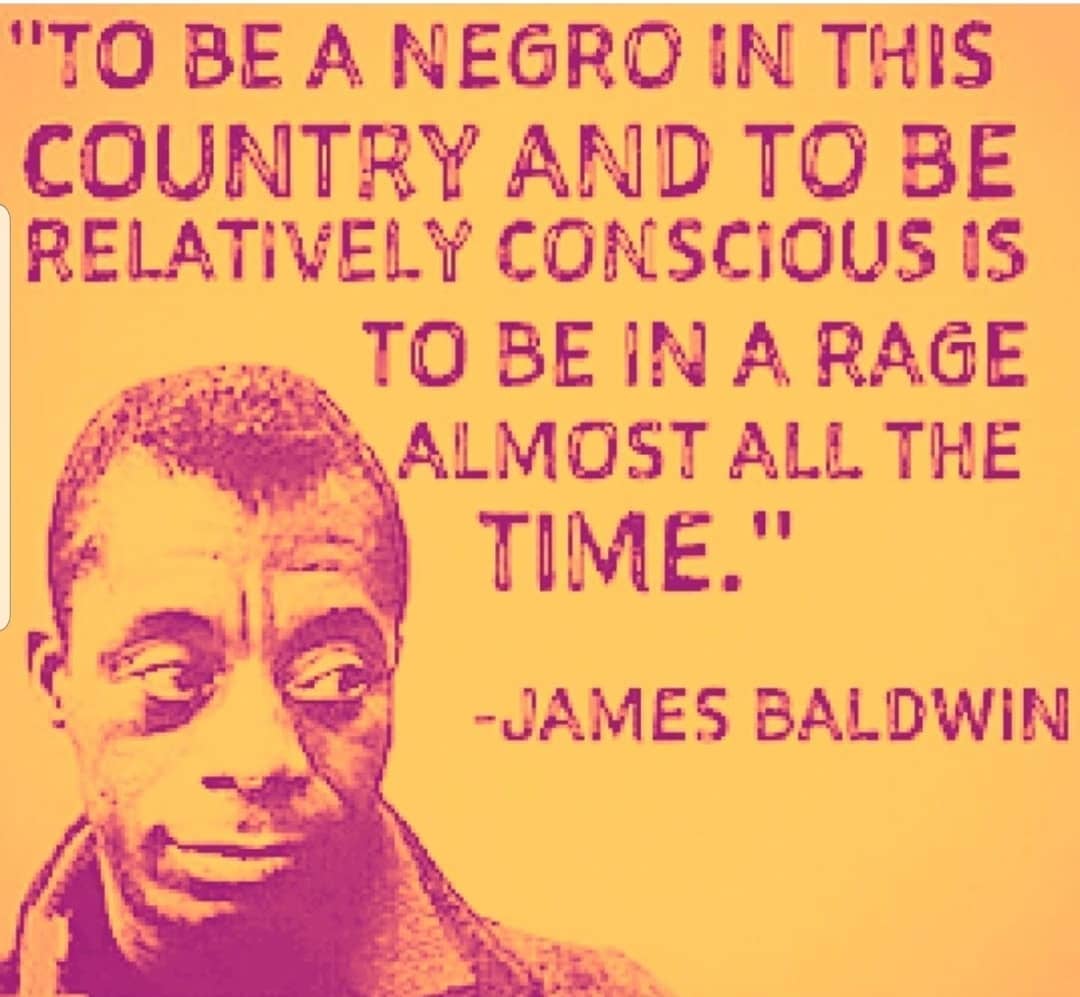 "TO BE A NEGRO IN THIS
COUNTRY AND TO BE
RELATIVELY CONSCIOUS IS
TO BE IN A RAGE
ALMOST ALL THE
TIME."
-JAMES BALDWIN